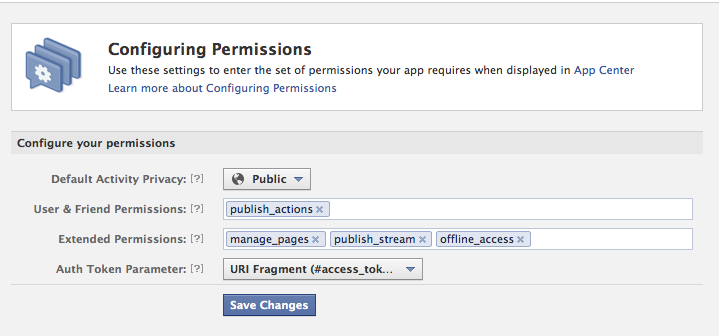 Configuring Permissions
Use these settings to enter the set of permissions your app requires when displayed in App Center
Learn more about Configuring Permissions
Configure your permissions
Default Activity Privacy: [?] Public
User & Friend Permissions: [?] publish_actions ×
Extended Permissions: [?] manage_pages × publish_stream × offline_access ×
Auth Token Parameter: [?] URI Fragment (#access_tok...
Save Changes